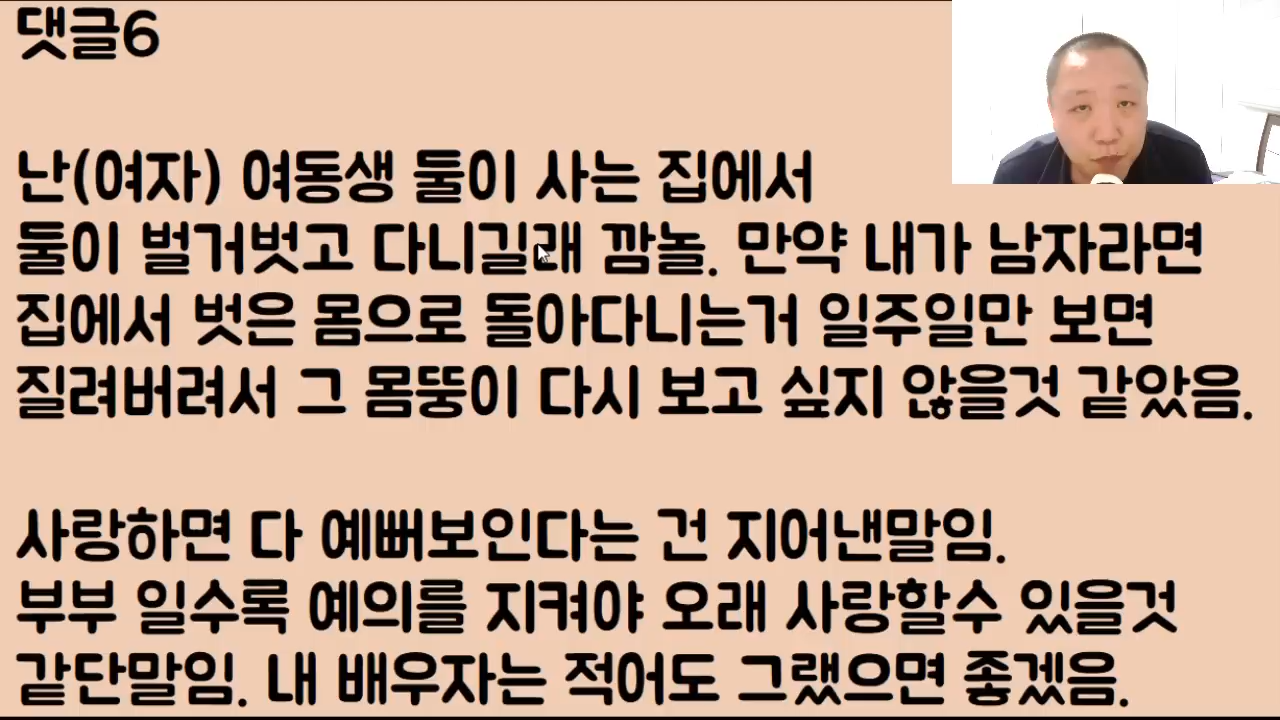 댓글6
난(여자) 여동생 둘이 사는 집에서
둘이 벌거벗고 다니길래 깜놀. 만약 내가 남자라면
집에서 벗은 몸으로 돌아다니는거 일주일만 보면
질려버려서 그 몸뚱이 다시 보고 싶지 않을것 같았음.
사랑하면 다 예뻐보인다는 건 지어낸말임.
부부 일수록 예의를 지켜야 오래 사랑할수 있을것
같단말임. 내 배우자는 적어도 그랬으면 좋겠음.